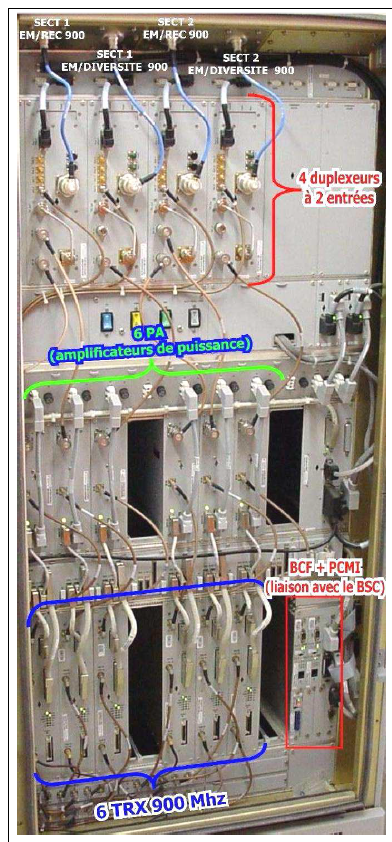 SECT 1
EM/REC 900
SECT 2
EM/REC 900
SECT 1
EM/DIVERSITE 900
SECT 2
EM/DIVERSITE 900
4 duplexeurs
à 2 entrées
6 PA
(amplificateurs de puissance)
BCF + PCMI
(liaison avec le BSC)
6 TRX 900 Mhz